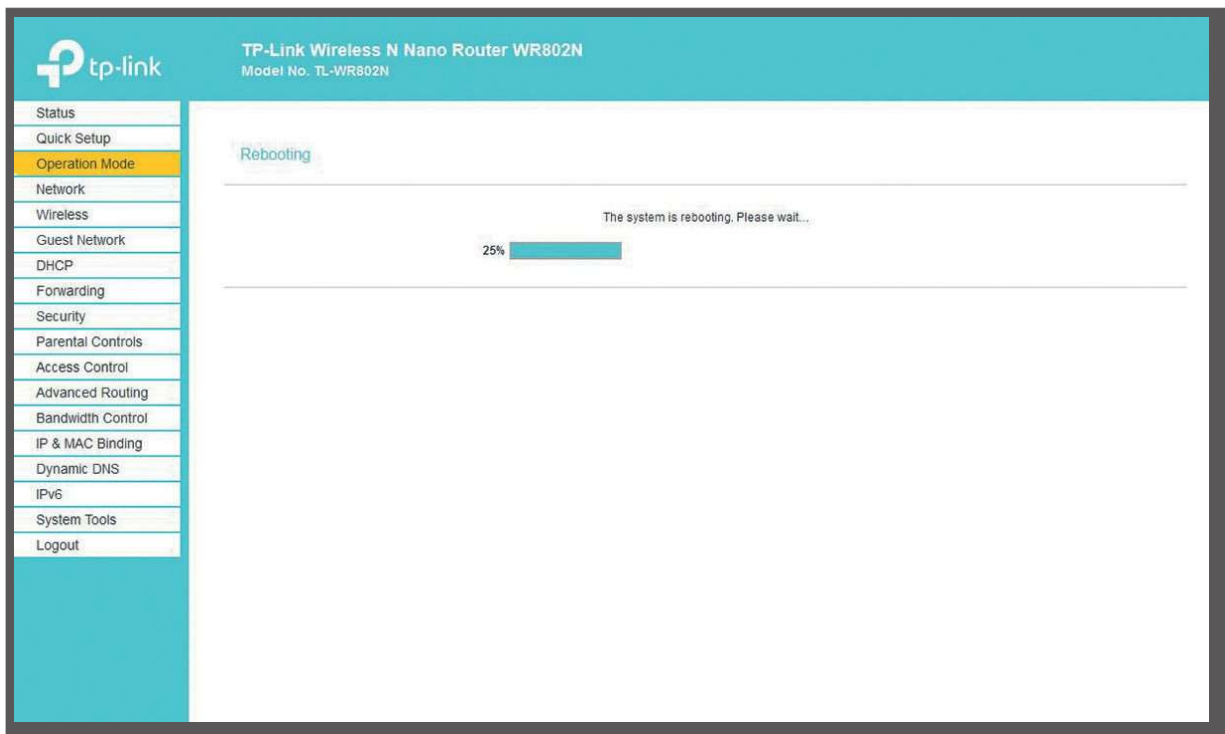 tp-link
TP-Link Wireless N Nano Router WR802N
Model No. TL-WR802N
Status
Quick Setup
Operation Mode
Network
Wireless
Guest Network
DHCP
Forwarding
Security
Parental Controls
Access Control
Advanced Routing
Bandwidth Control
IP & MAC Binding
Dynamic DNS
IPv6
System Tools
Logout
Rebooting
The system is rebooting. Please wait...
25%